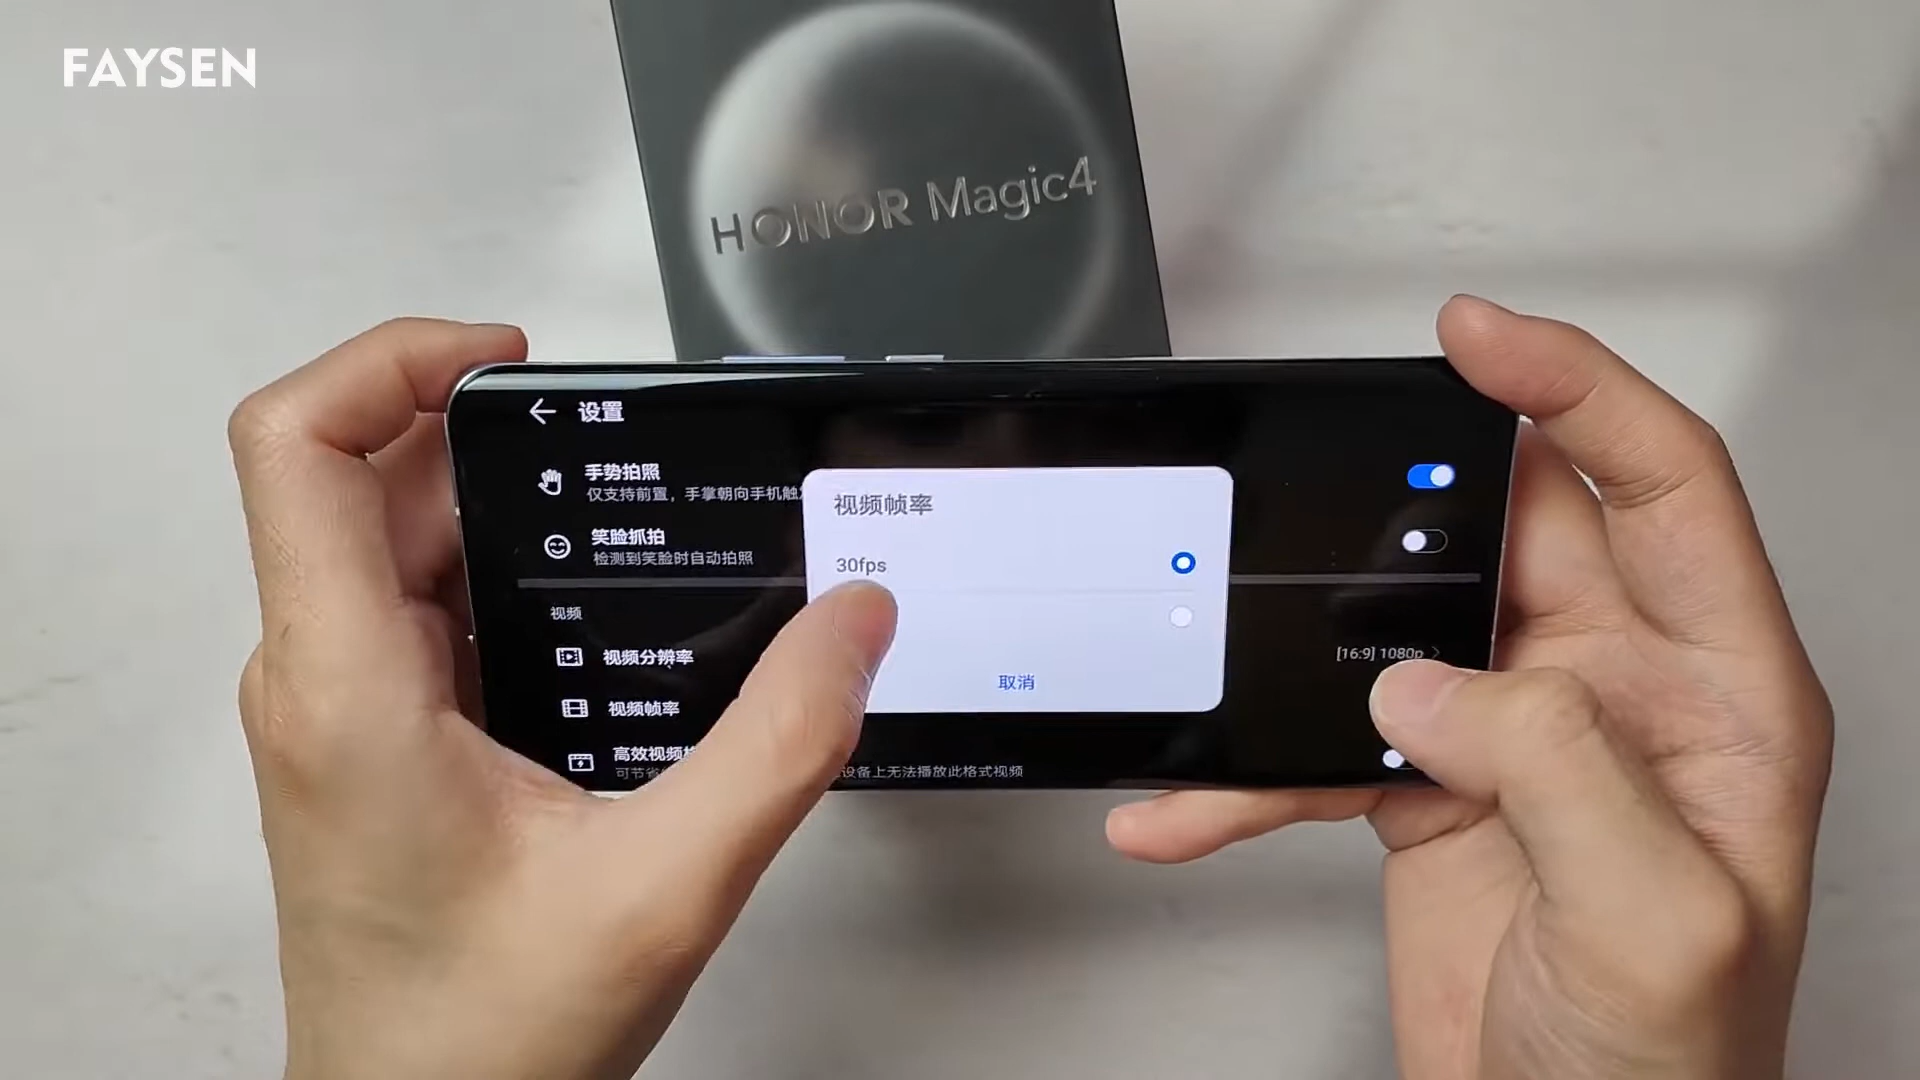 FAYSEN
HONOR Magic4
设置
手势拍照
仅支持前置，手掌朝向手机触
笑脸抓拍
检测到笑脸时自动拍照
视频
视频分辨率
[16:9] 1080p
视频帧率
高效视频
可节省
设备上无法播放此格式视频
视频帧率
30fps
取消